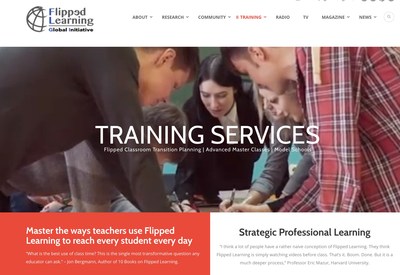 Flipped
Learning
Global Initiative
ABOUT RESEARCH COMMUNITY TRAINING RADIO TV MAGAZINE NEWS
TRAINING SERVICES
Flipped Classroom Transition Planning | Advanced Master Classes | Model Schools
Master the ways teachers use Flipped
Learning to reach every student every day
"What is the best use of class time? This is the single most transformative question any
educator can ask." – Jon Bergmann, Author of 10 Books on Flipped Learning.
Strategic Professional Learning
"I think a lot of people have a rather naive conception of Flipped Learning. They think
Flipped Learning is simply watching videos before class. That's it. Boom. Done. But it is a
much deeper process," Professor Eric Mazur, Harvard University.